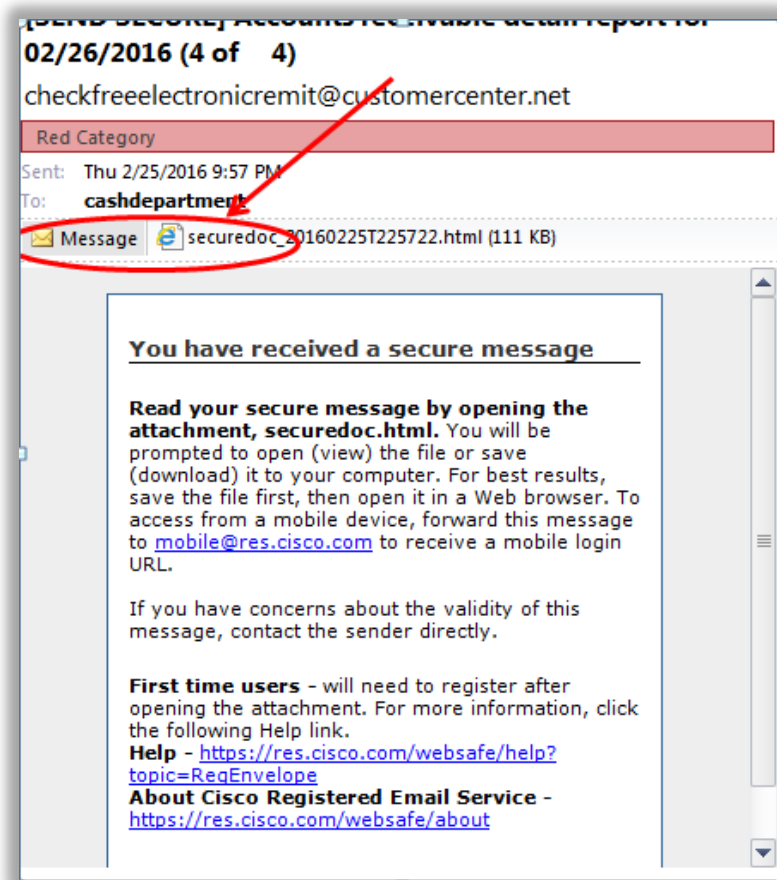 [SEND SECURE] Accounts receivable detail report for
02/26/2016 (4 of 4)
checkfreeelectronicremit@customercenter.net
Red Category
Sent: Thu 2/25/2016 9:57 PM
To: cashdepartment
Message securedoc_20160225T225722.html (111 KB)
You have received a secure message
Read your secure message by opening the
attachment, securedoc.html. You will be
prompted to open (view) the file or save
(download) it to your computer. For best results,
save the file first, then open it in a Web browser. To
access from a mobile device, forward this message
to mobile@res.cisco.com to receive a mobile login
URL.
If you have concerns about the validity of this
message, contact the sender directly.
First time users - will need to register after
opening the attachment. For more information, click
the following Help link.
Help - https://res.cisco.com/websafe/help?
topic=RegEnvelope
About Cisco Registered Email Service -
https://res.cisco.com/websafe/about